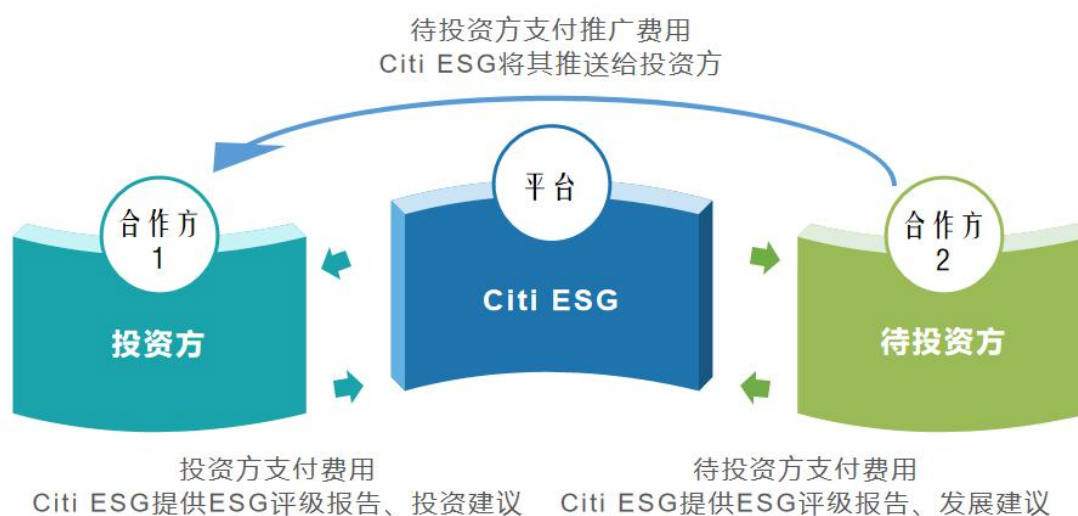 待投资方支付推广费用
Citi ESG将其推送给投资方
合作方
1
投资方
平台
Citi ESG
合作方
2
待投资方
投资方支付费用
Citi ESG提供ESG评级报告、投资建议
待投资方支付费用
Citi ESG提供ESG评级报告、发展建议